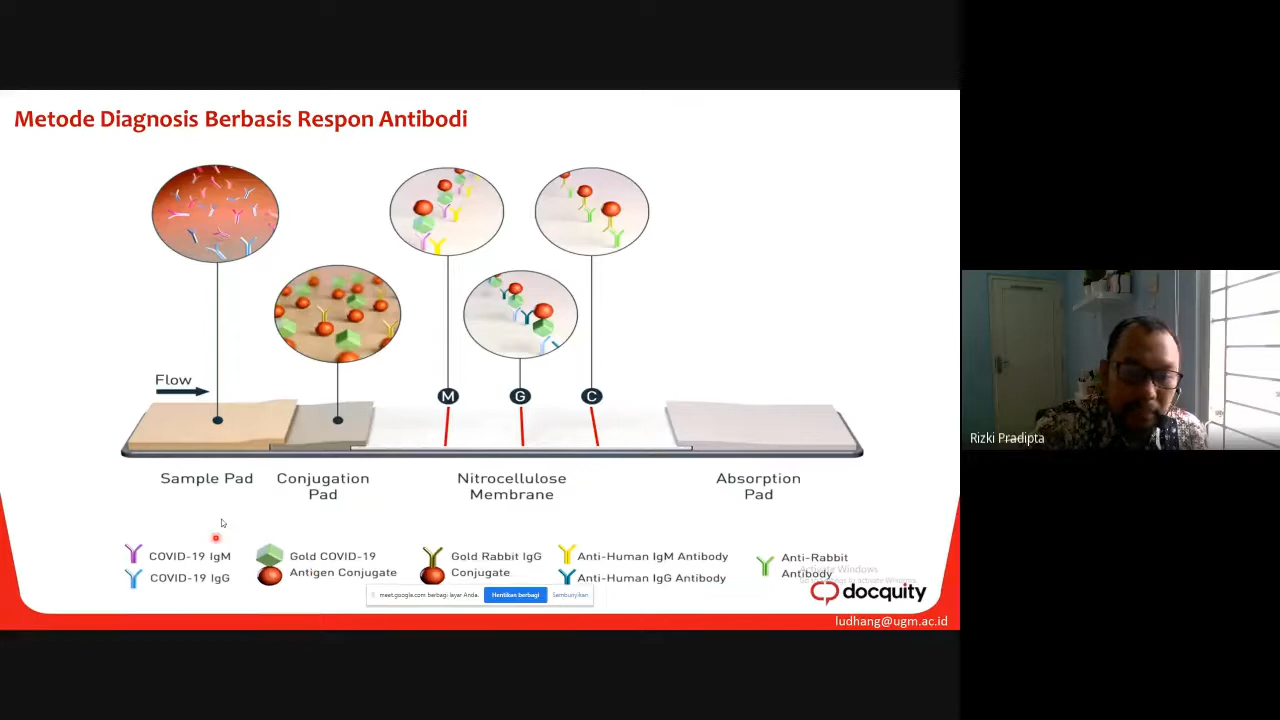 Metode Diagnosis Berbasis Respon Antibodi
Flow
M
G
C
Sample Pad
Conjugation
Pad
Nitrocellulose
Membrane
Absorption
Pad
COVID-19 IgM
COVID-19 IgG
Gold COVID-19
Antigen Conjugate
Gold Rabbit IgG
Conjugate
Anti-Human IgM Antibody
Anti-Human IgG Antibody
Anti-Rabbit
Antibody
Activate Windows
meet.google.com berbagi layar Anda.
Hentikan berbagi
Sembunyikan
docquity
ludhang@ugm.ac.id
Rizki Pradipta